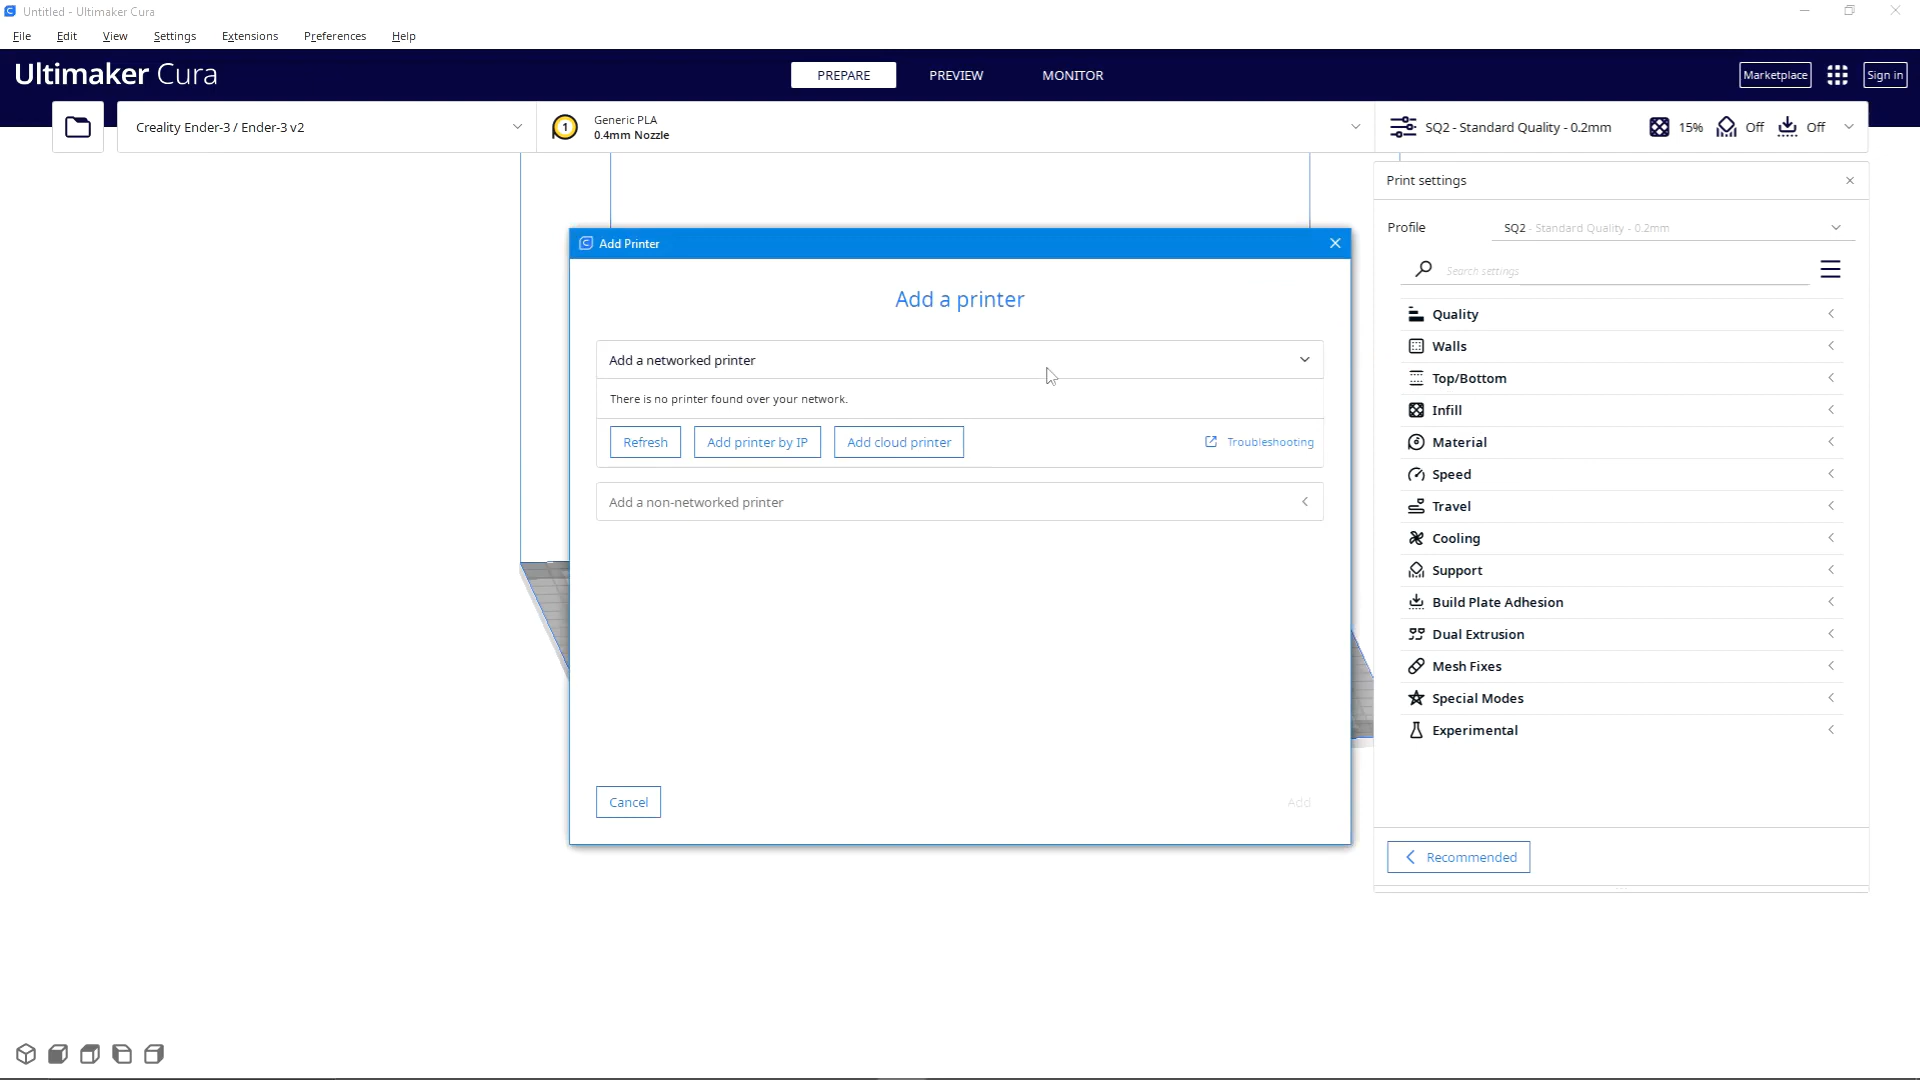 Untitled - Ultimaker Cura
File Edit View Settings Extensions Preferences Help
Ultimaker Cura
PREPARE PREVIEW MONITOR
Marketplace
Sign in
Creality Ender-3 / Ender-3 v2
1
Generic PLA
0.4mm Nozzle
SQ2 - Standard Quality - 0.2mm
15%
Off
Off
Print settings
Profile
SQ2 - Standard Quality - 0.2mm
Search settings
Quality
Walls
Top/Bottom
Infill
Material
Speed
Travel
Cooling
Support
Build Plate Adhesion
Dual Extrusion
Mesh Fixes
Special Modes
Experimental
Recommended
Add Printer
Add a printer
Add a networked printer
There is no printer found over your network.
Refresh
Add printer by IP
Add cloud printer
Troubleshooting
Add a non-networked printer
Cancel
Add